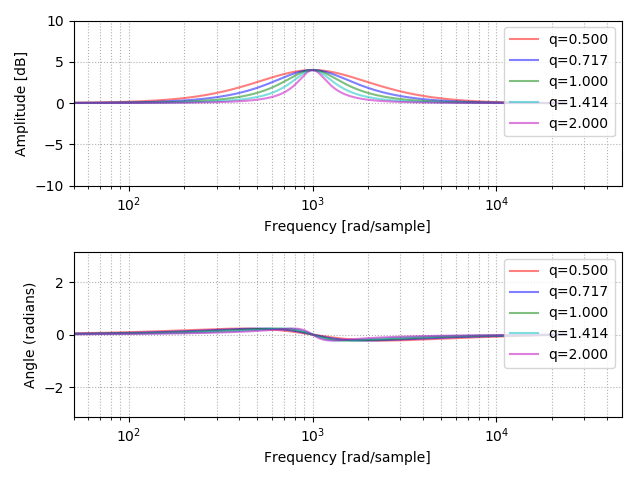 10
5
0
−5
−10
Amplitude [dB]
q=0.500
q=0.717
q=1.000
q=1.414
q=2.000
10²
10³
10⁴
Frequency [rad/sample]
2
0
−2
Angle (radians)
q=0.500
q=0.717
q=1.000
q=1.414
q=2.000
10²
10³
10⁴
Frequency [rad/sample]